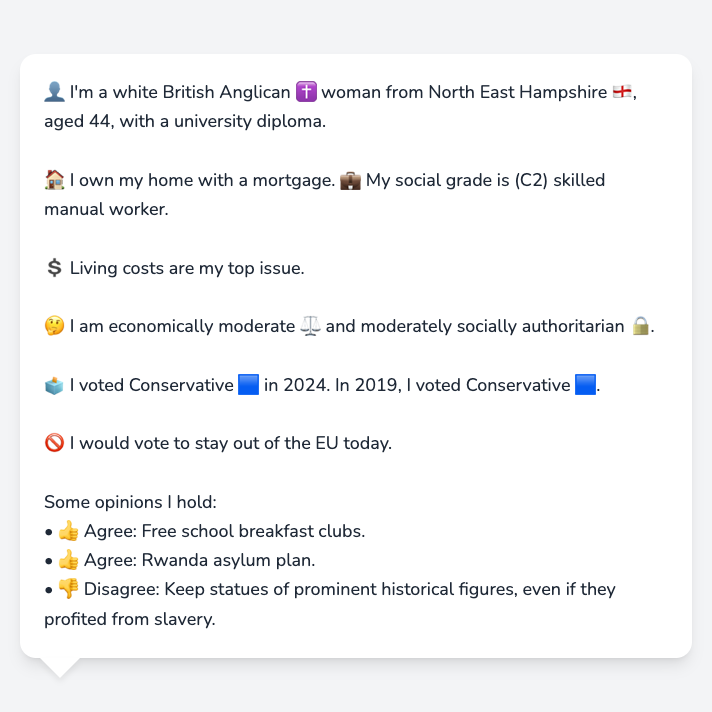 👤 I'm a white British Anglican ✝️ woman from North East Hampshire 🏴󠁧󠁢󠁥󠁮󠁧󠁿,
aged 44, with a university diploma.
🏠 I own my home with a mortgage. 💼 My social grade is (C2) skilled
manual worker.
💲 Living costs are my top issue.
🤔 I am economically moderate ⚖️ and moderately socially authoritarian 🔒.
🗳️ I voted Conservative 🟦 in 2024. In 2019, I voted Conservative 🟦.
🚫 I would vote to stay out of the EU today.
Some opinions I hold:
• 👍 Agree: Free school breakfast clubs.
• 👍 Agree: Rwanda asylum plan.
• 👎 Disagree: Keep statues of prominent historical figures, even if they
profited from slavery.